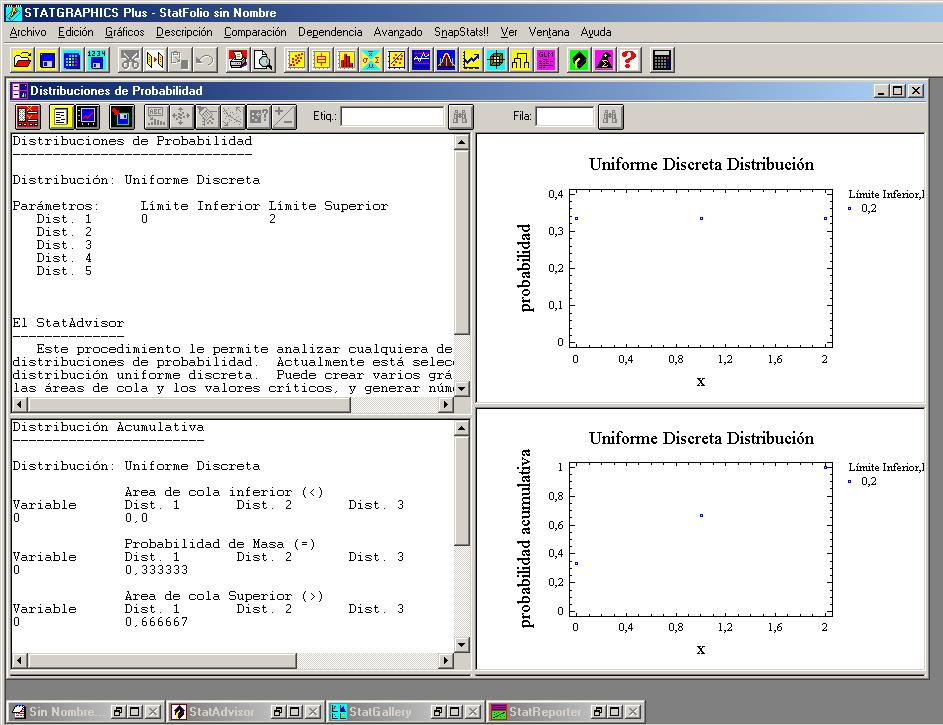 STATGRAPHICS Plus - StatFolio sin Nombre
Archivo Edición Gráficos Descripción Comparación Dependencia Avanzado SnapStats!! Ver Ventana Ayuda
1234
GLM
Distribuciones de Probabilidad
ABC
Etiq.: Fila:
Distribuciones de Probabilidad
------------------------------
Distribución: Uniforme Discreta
Parámetros: Límite Inferior Límite Superior
Dist. 1 0 2
Dist. 2
Dist. 3
Dist. 4
Dist. 5
El StatAdvisor
--------------
Este procedimiento le permite analizar cualquiera de
distribuciones de probabilidad. Actualmente está selec
distribución uniforme discreta. Puede crear varios grá
las áreas de cola y los valores críticos, y generar núm
Uniforme Discreta Distribución
probabilidad
0,4
0,3
0,2
0,1
0
0 0,4 0,8 1,2 1,6 2
x
Límite Inferior,
0,2
Distribución Acumulativa
------------------------
Distribución: Uniforme Discreta
Area de cola inferior (<)
Variable Dist. 1 Dist. 2 Dist. 3
0 0,0
Probabilidad de Masa (=)
Variable Dist. 1 Dist. 2 Dist. 3
0 0,333333
Area de cola Superior (>)
Variable Dist. 1 Dist. 2 Dist. 3
0 0,666667
Uniforme Discreta Distribución
probabilidad acumulativa
1
0,8
0,6
0,4
0,2
0
0 0,4 0,8 1,2 1,6 2
x
Límite Inferior,
0,2
Sin Nombre... StatAdvisor StatGallery StatReporter